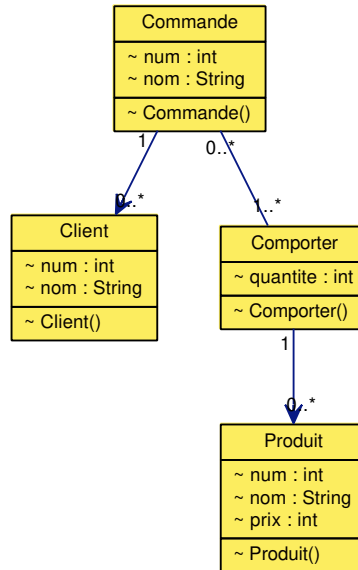 Commande
~ num : int
~ nom : String
~ Commande()
1
0..*
0..*
1..*
Client
~ num : int
~ nom : String
~ Client()
Comporter
~ quantite : int
~ Comporter()
1
0..*
Produit
~ num : int
~ nom : String
~ prix : int
~ Produit()